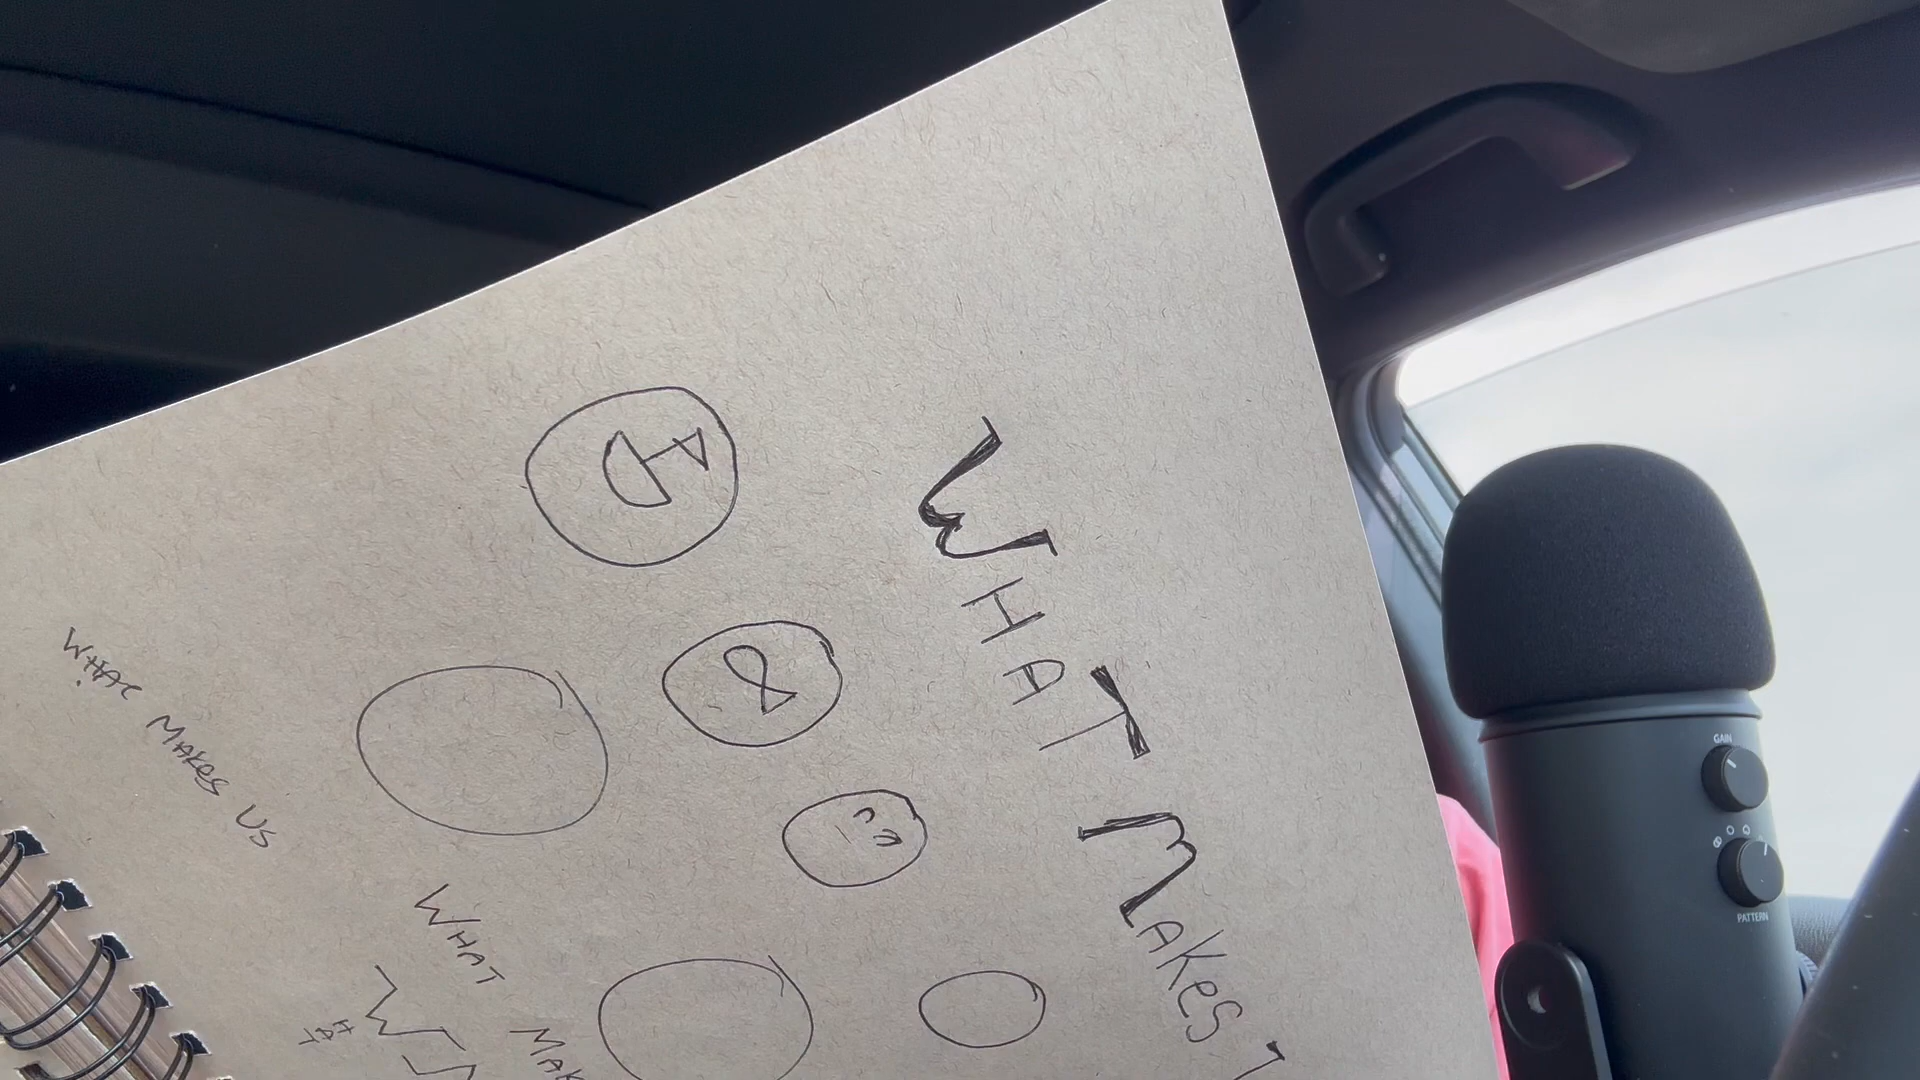 WHAT MAKES
&
WHAT MAKES US
WHAT
GAIN
PATTERN